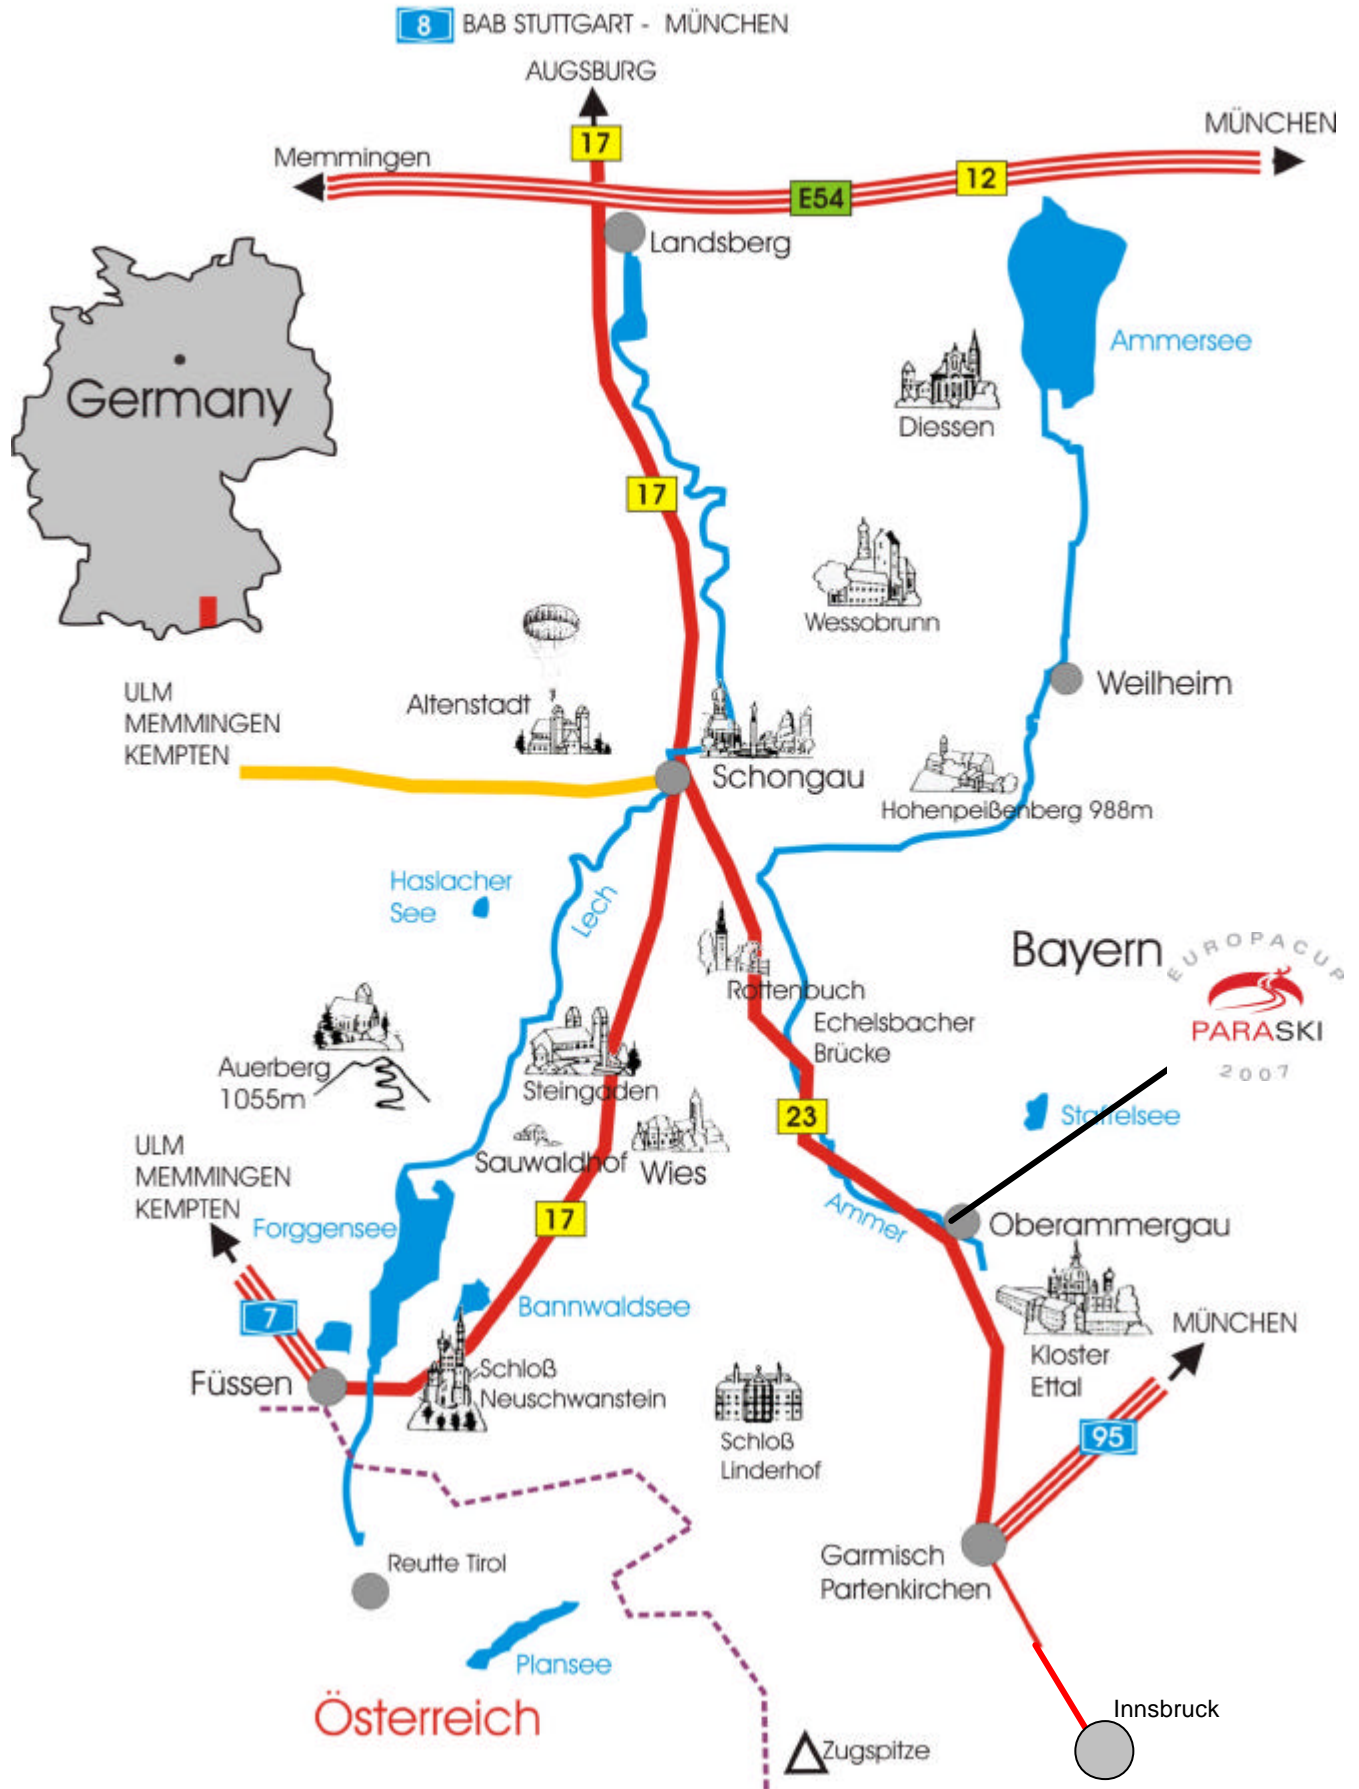 8 BAB STUTTGART - MÜNCHEN
AUGSBURG
MÜNCHEN
17
Memmingen
12
E54
Landsberg
Ammersee
Germany
Diessen
17
Wessobrunn
Weilheim
ULM
MEMMINGEN
KEMPTEN
Altenstadt
Schongau
Hohenpeißenberg 988m
Haslacher
See
Lech
Bayern
EUROPACUP
PARASKI
2007
Rottenbuch
Echelsbacher
Brücke
Auerberg
1055m
Steingaden
23
Staffelsee
ULM
MEMMINGEN
KEMPTEN
Sauwaldhof
Wies
Forggensee
17
Ammer
Oberammergau
7
Bannwaldsee
MÜNCHEN
Kloster
Ettal
Füssen
Schloß
Neuschwanstein
Schloß
Linderhof
95
Reutte Tirol
Garmisch
Partenkirchen
Plansee
Österreich
Innsbruck
Zugspitze